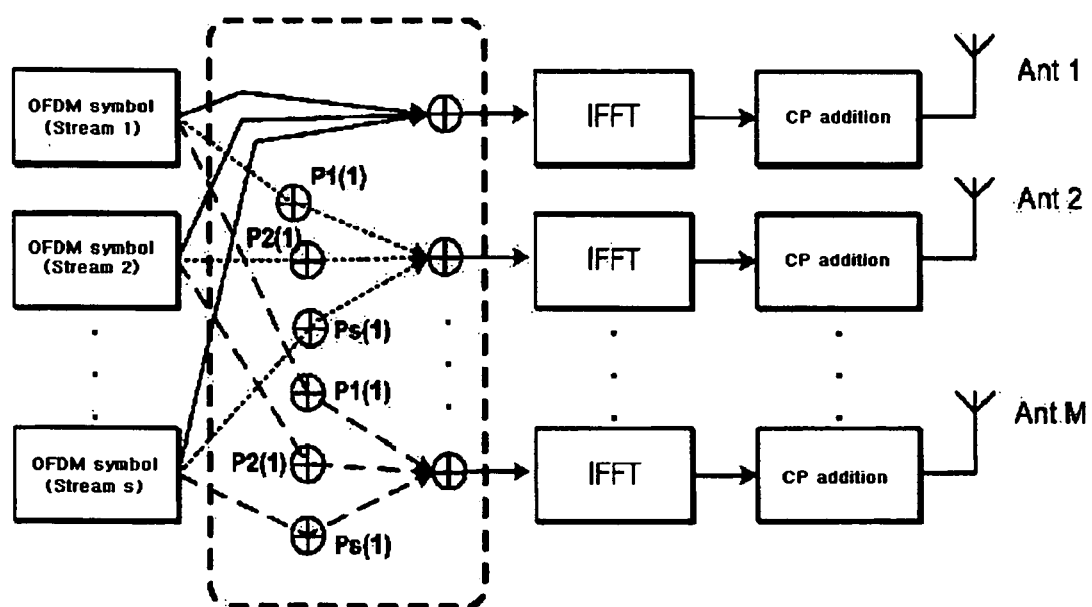 OFDM symbol
(Stream 1)
IFFT
CP addition
Ant 1
P1(1)
OFDM symbol
(Stream 2)
P2(1)
IFFT
CP addition
Ant 2
Ps(1)
P1(1)
OFDM symbol
(Stream s)
P2(1)
IFFT
CP addition
Ant M
Ps(1)